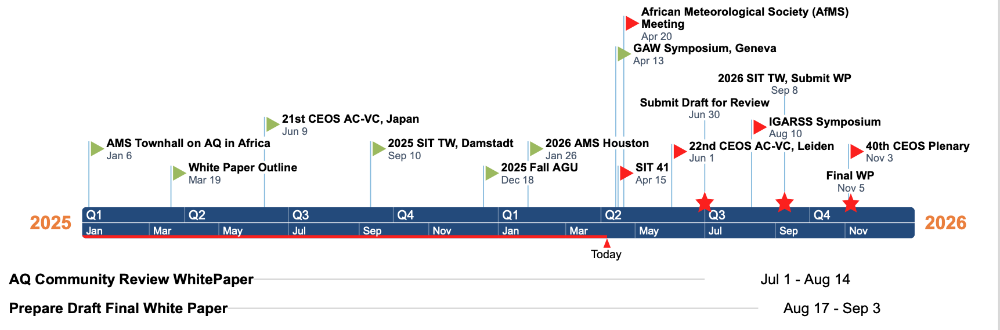 African Meteorological Society (AfMS)
Meeting
Apr 20
GAW Symposium, Geneva
Apr 13
2026 SIT TW, Submit WP
Sep 8
Submit Draft for Review
Jun 30
21st CEOS AC-VC, Japan
Jun 9
IGARSS Symposium
Aug 10
AMS Townhall on AQ in Africa
Jan 6
2025 SIT TW, Damstadt
Sep 10
2026 AMS Houston
Jan 26
22nd CEOS AC-VC, Leiden
Jun 1
40th CEOS Plenary
Nov 3
White Paper Outline
Mar 19
2025 Fall AGU
Dec 18
SIT 41
Apr 15
Final WP
Nov 5
2025
Q1 Q2 Q3 Q4 Q1 Q2 Q3 Q4
Jan Mar May Jul Sep Nov Jan Mar May Jul Sep Nov
2026
Today
AQ Community Review WhitePaper Jul 1 - Aug 14
Prepare Draft Final White Paper Aug 17 - Sep 3